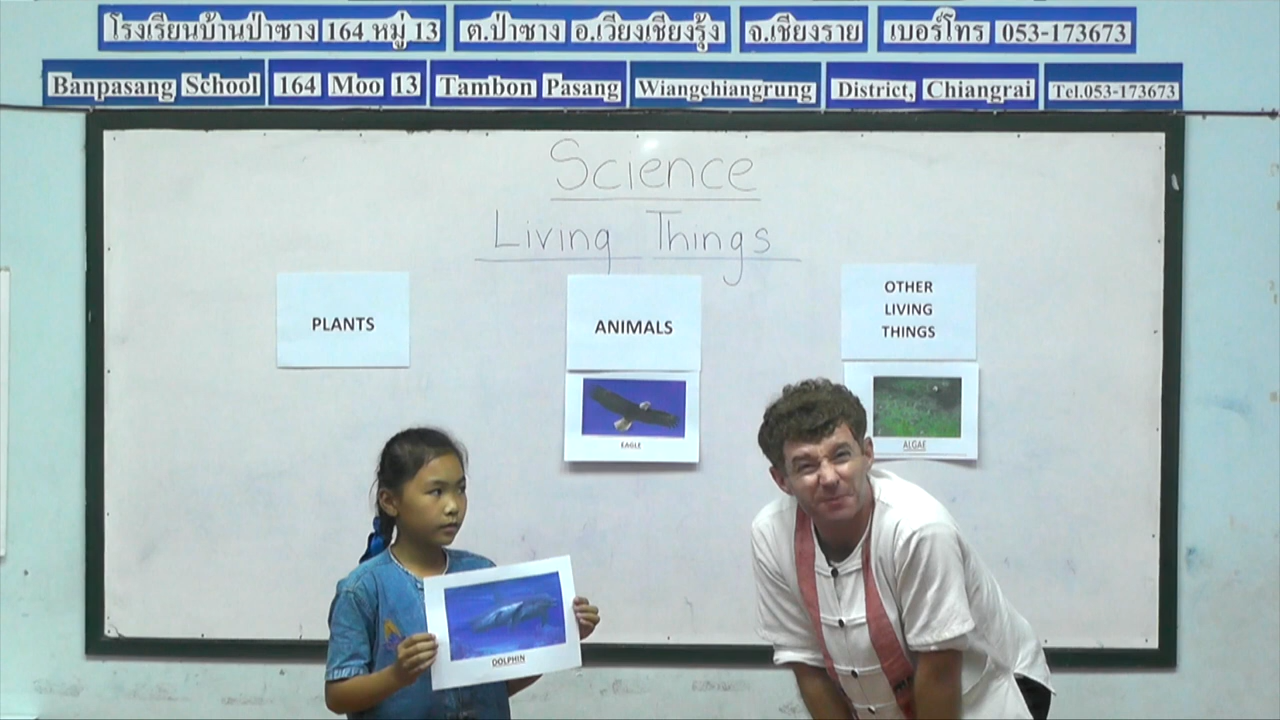 โรงเรียนบ้านป่าซาง 164 หมู่ 13 ต.ป่าซาง อ.เวียงเชียงรุ้ง จ.เชียงราย เบอร์โทร 053-173673
Banpasang School 164 Moo 13 Tambon Pasang Wiangchiangrung District, Chiangrai Tel.053-173673
Science
Living Things
PLANTS
ANIMALS
OTHER
LIVING
THINGS
EAGLE
ALGAE
DOLPHIN